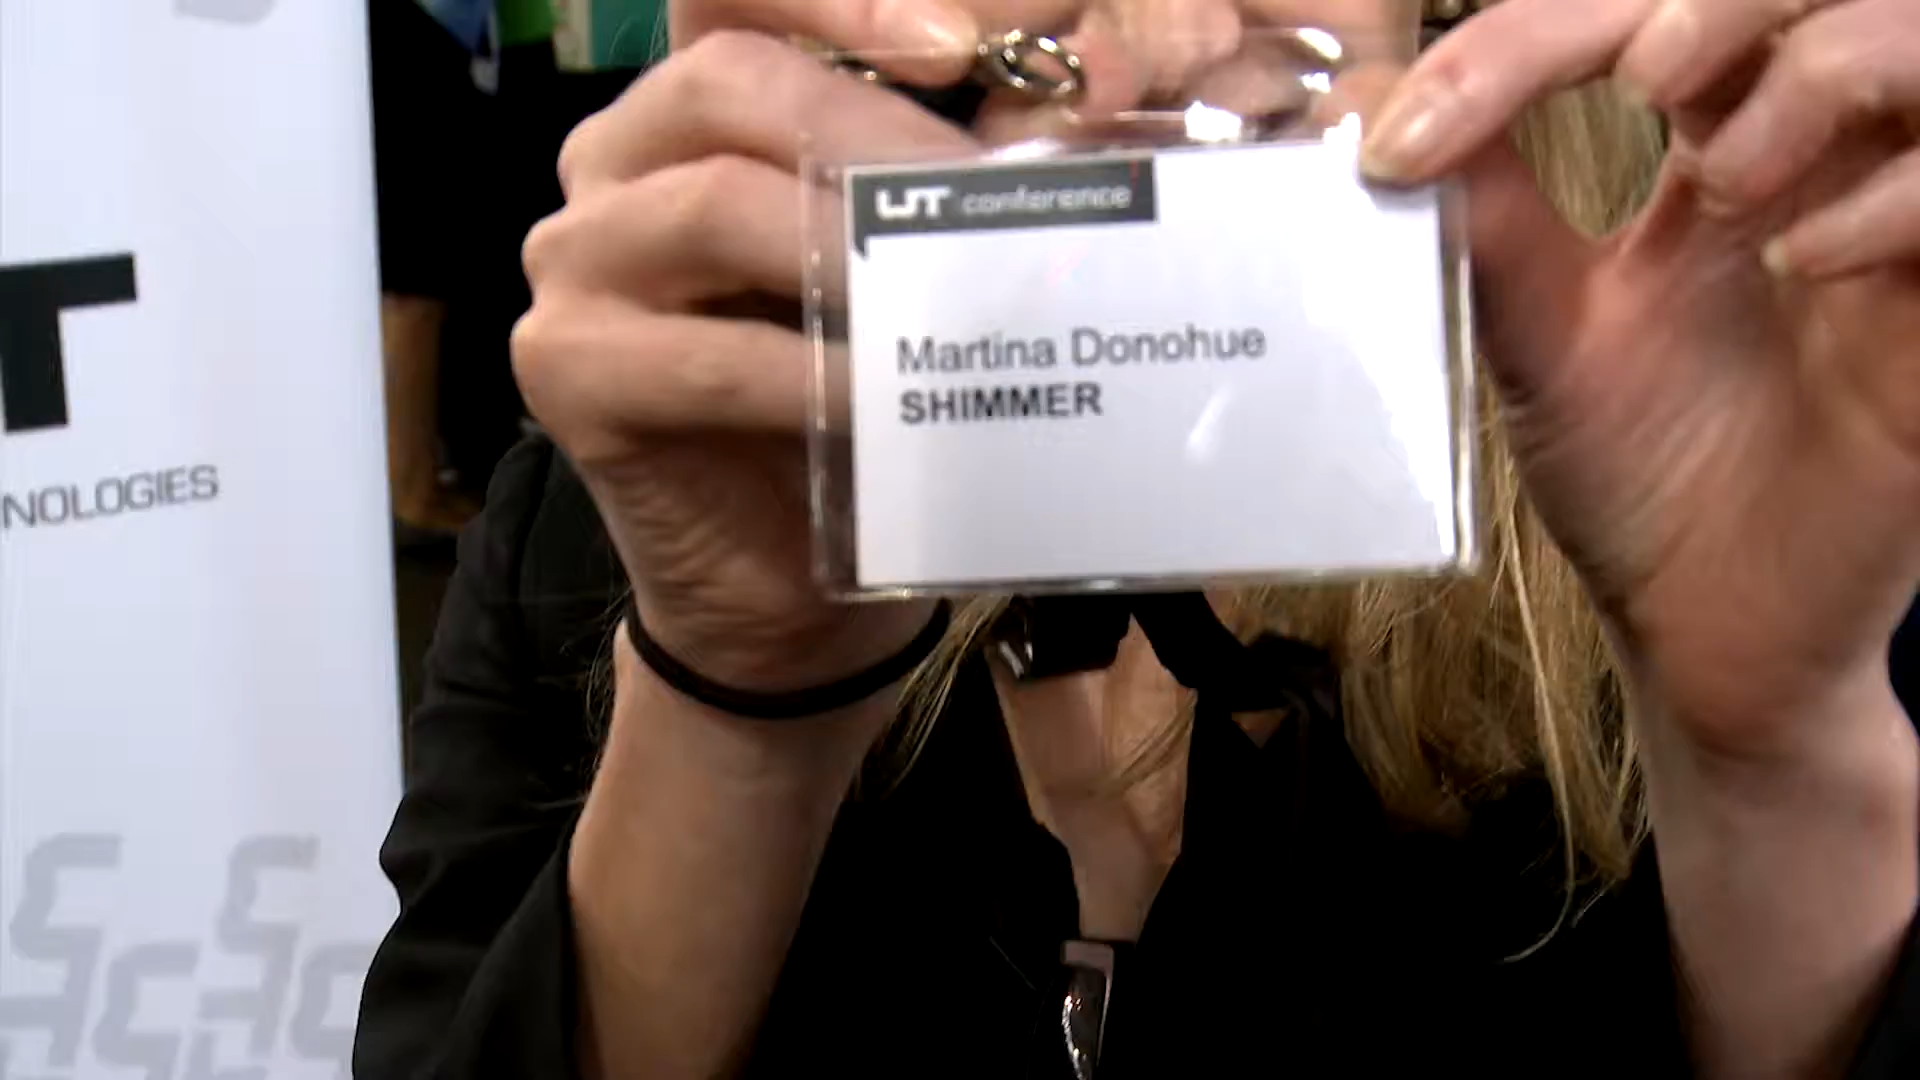 T
NOLOGIES
conference
Martina Donohue
SHIMMER